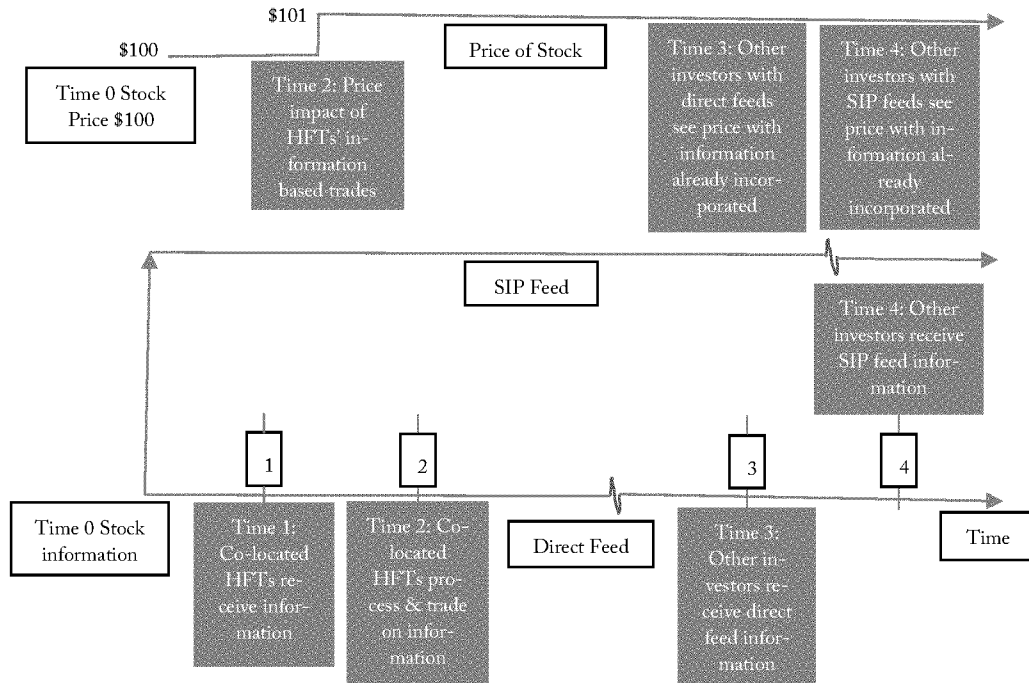 $101
$100
Price of Stock
Time 0 Stock
Price $100
Time 2: Price
impact of
HFTs' in-
formation
based trades
Time 3: Other
investors with
direct feeds
see price with
information
already incor-
porated
Time 4: Other
investors with
SIP feeds see
price with in-
formation al-
ready
incorporated
SIP Feed
Time 4: Other
investors receive
SIP feed infor-
mation
1
2
3
4
Time 0 Stock
information
Time 1:
Co-located
HFTs re-
ceive infor-
mation
Time 2: Co-
located
HFTs pro-
cess & trade
on infor-
mation
Direct Feed
Time 3:
Other in-
vestors re-
ceive direct
feed infor-
mation
Time